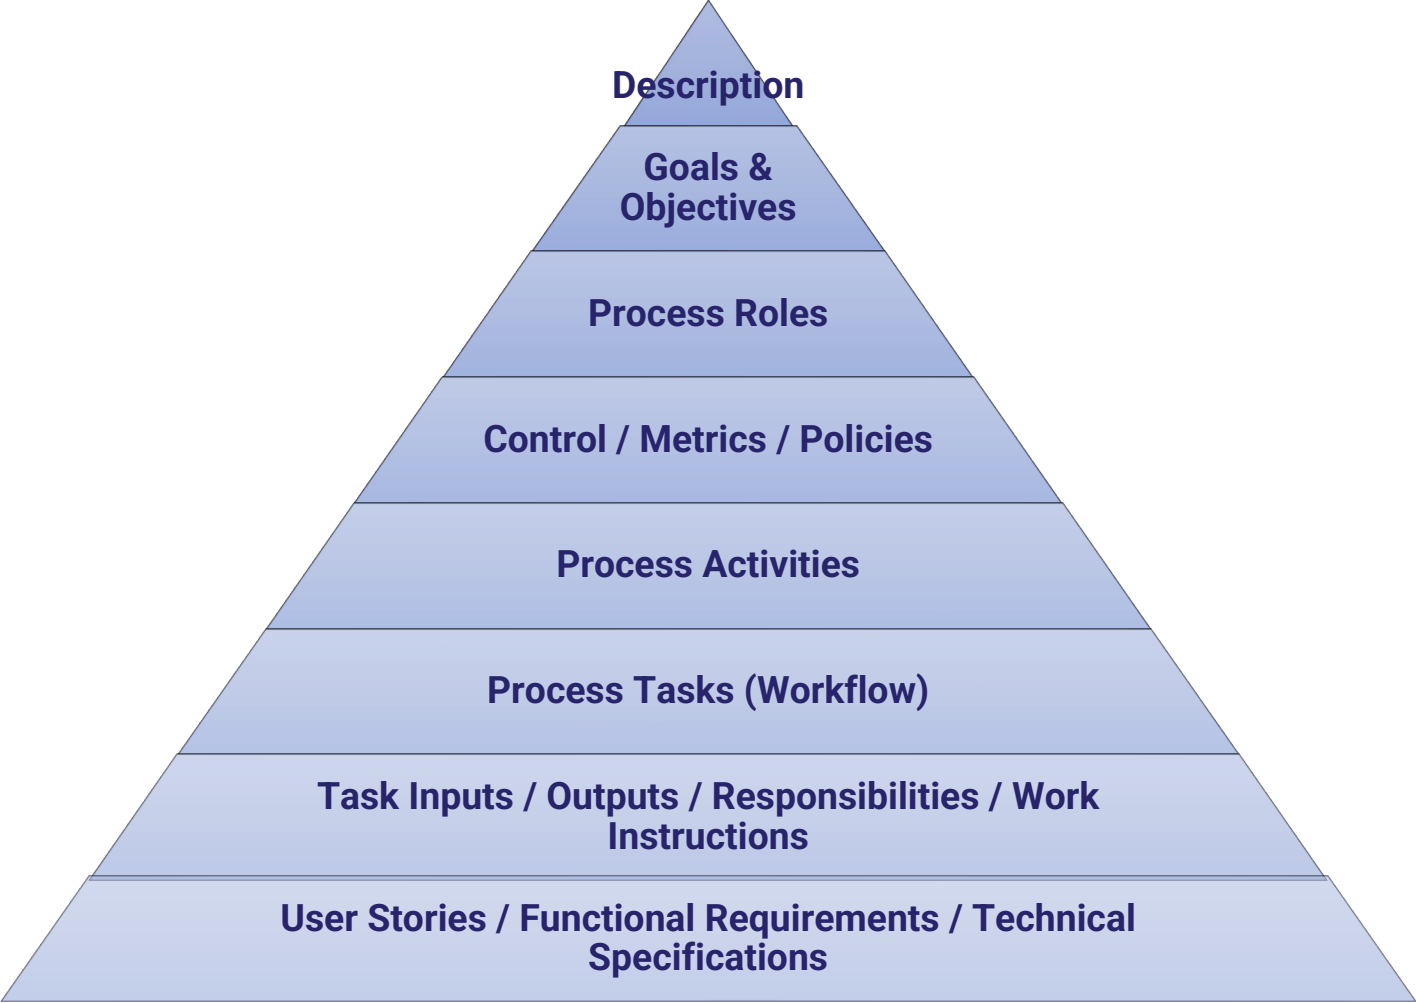 Description
Goals &
Objectives
Process Roles
Control / Metrics / Policies
Process Activities
Process Tasks (Workflow)
Task Inputs / Outputs / Responsibilities / Work
Instructions
User Stories / Functional Requirements / Technical
Specifications